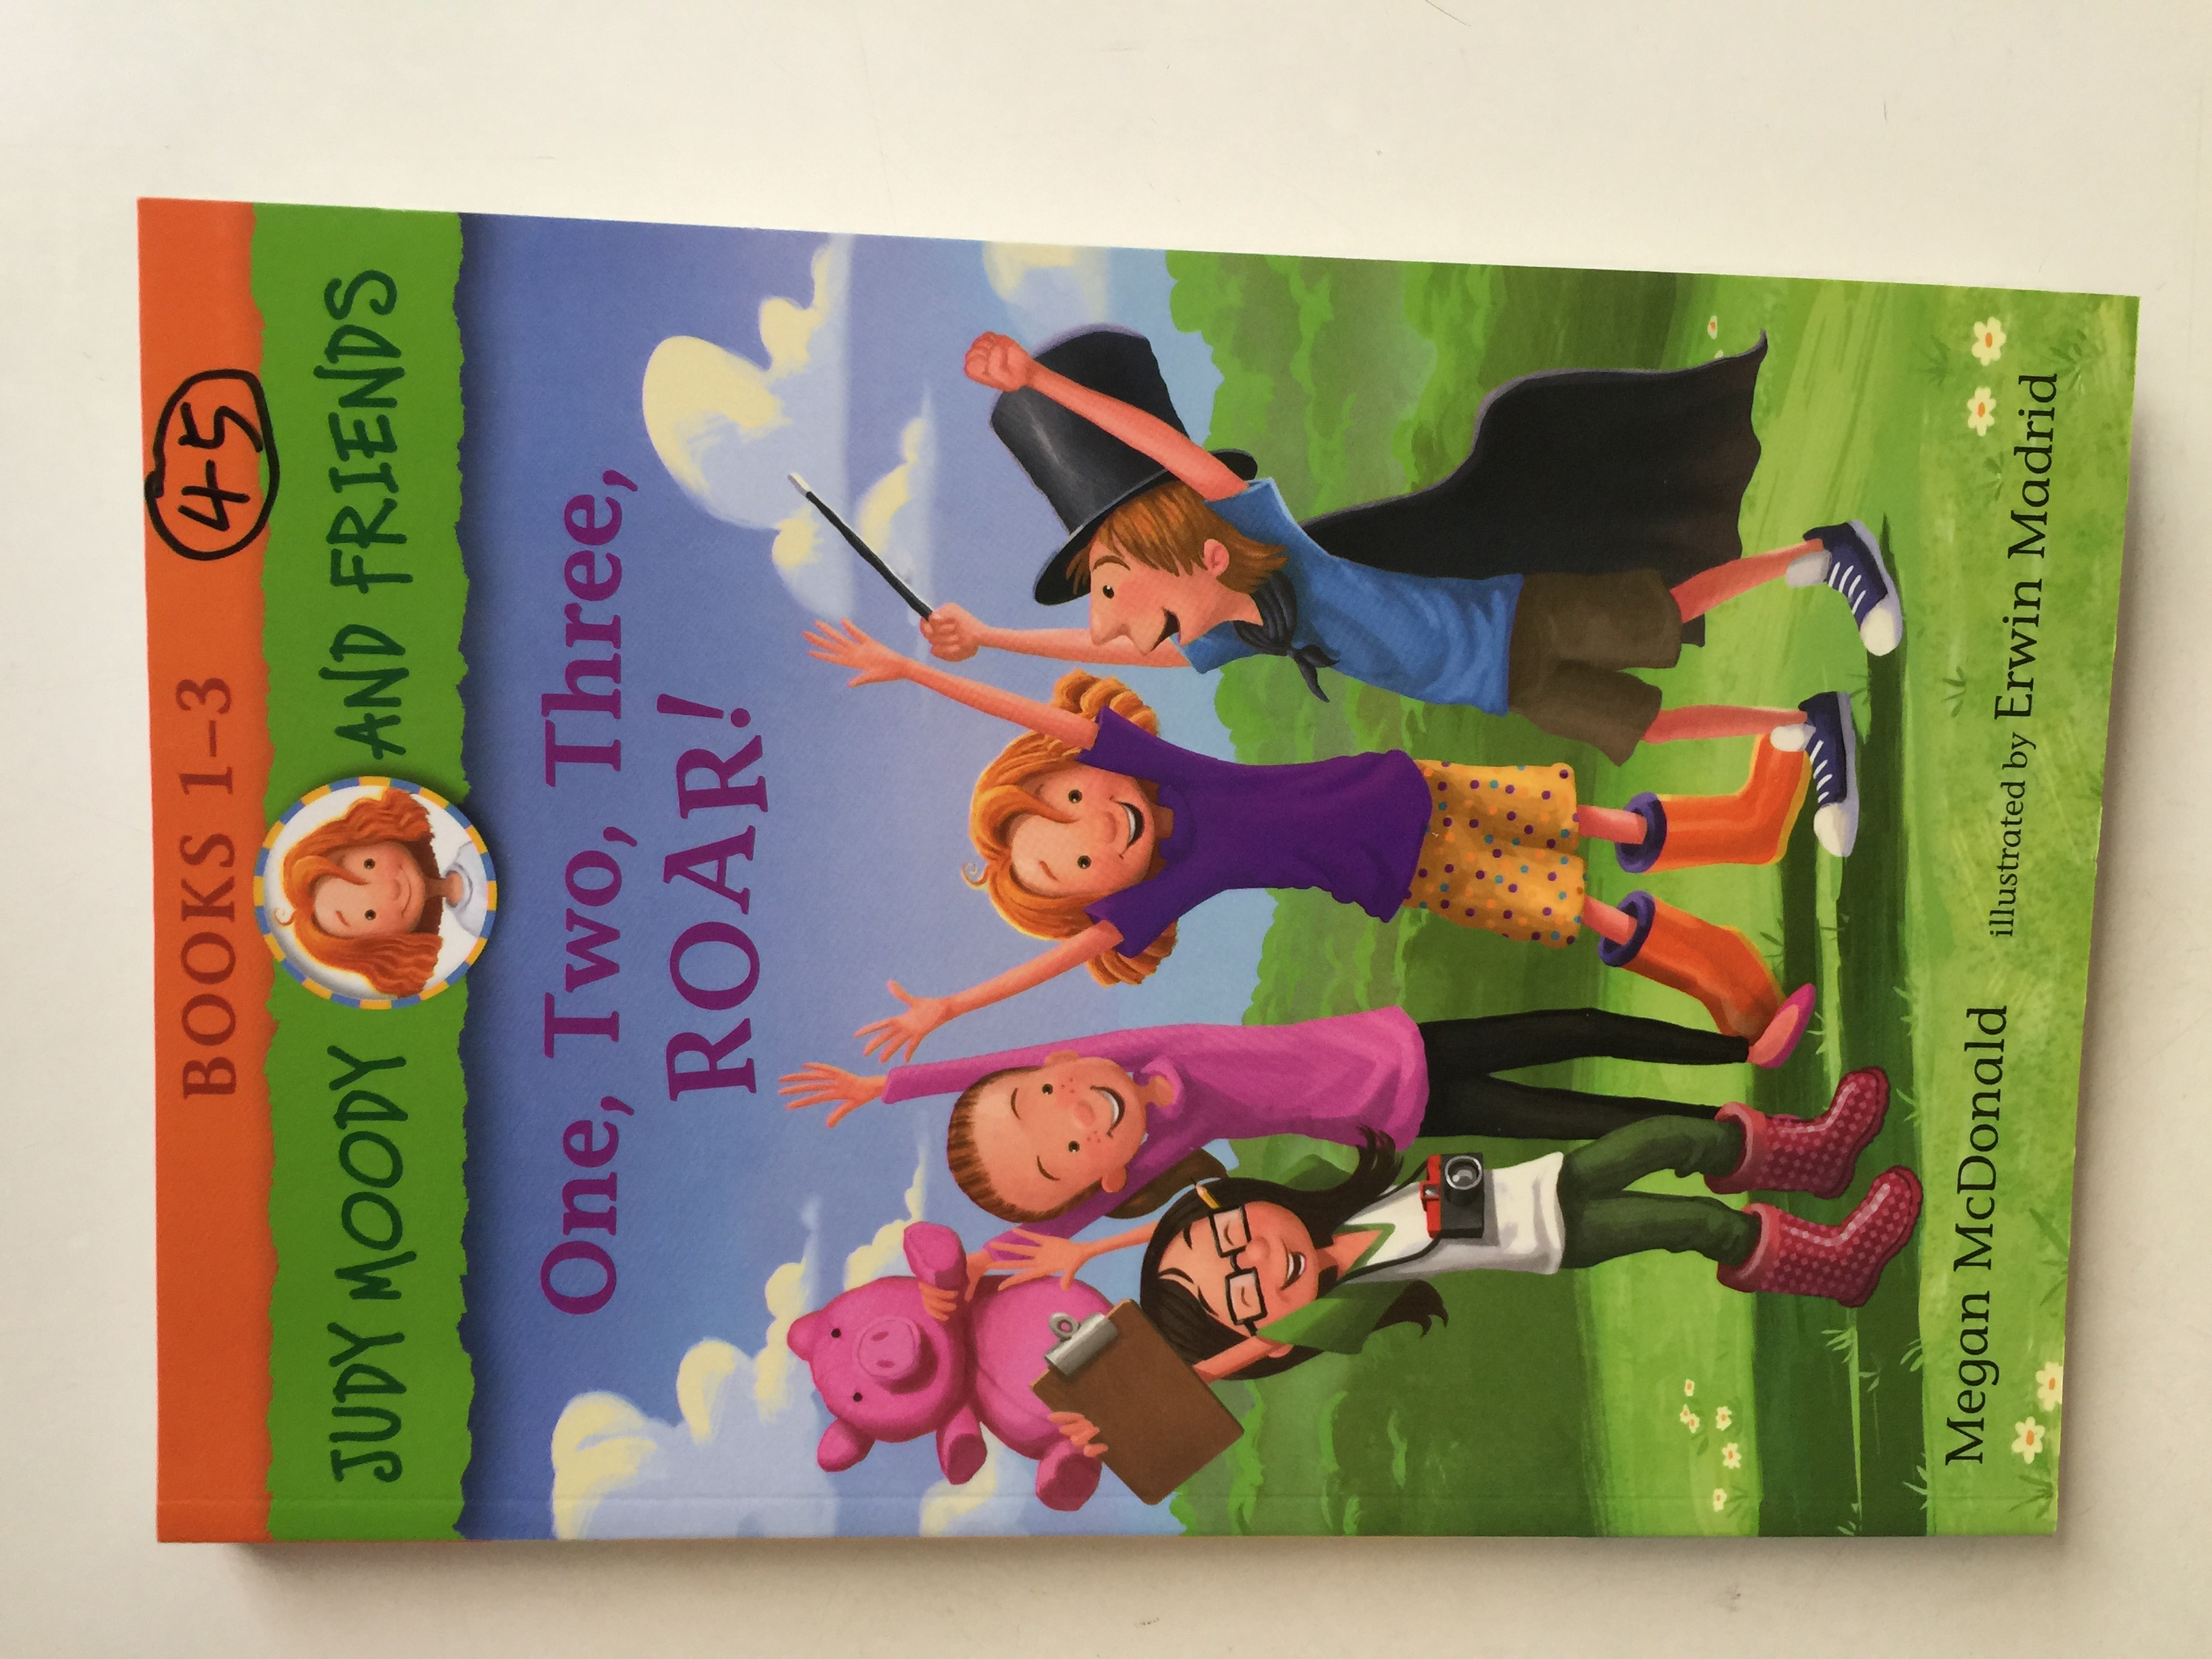 BOOKS 1–3
45
JUDY MOODY AND FRIENDS
One, Two, Three,
ROAR!
Megan McDonald
illustrated by Erwin Madrid